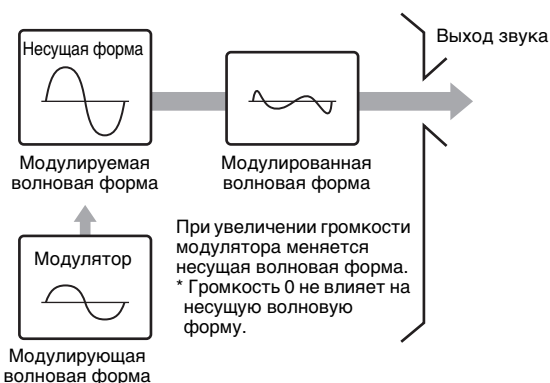 Несущая форма
Выход звука
Модулируемая
волновая форма
Модулированная
волновая форма
Модулятор
При увеличении громкости
модулятора меняется
несущая волновая форма.
* Громкость 0 не влияет на
несущую волновую
форму.
Модулирующая
волновая форма